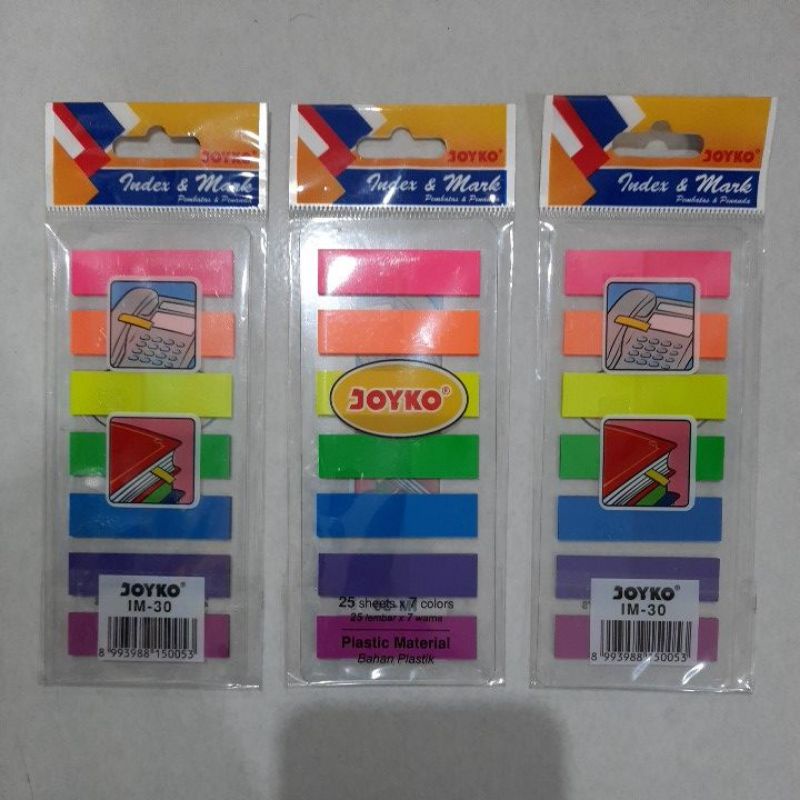 JOYKO®
Index & Mark
Pembatas & Penanda
JOYKO®
IM-30
8 993988 150053
JOYKO®
Index & Mark
Pembatas & Penanda
JOYKO®
25 sheets x 7 colors
25 lembar x 7 warna
Plastic Material
Bahan Plastik
JOYKO®
Index & Mark
Pembatas & Penanda
JOYKO®
IM-30
8 993988 150053